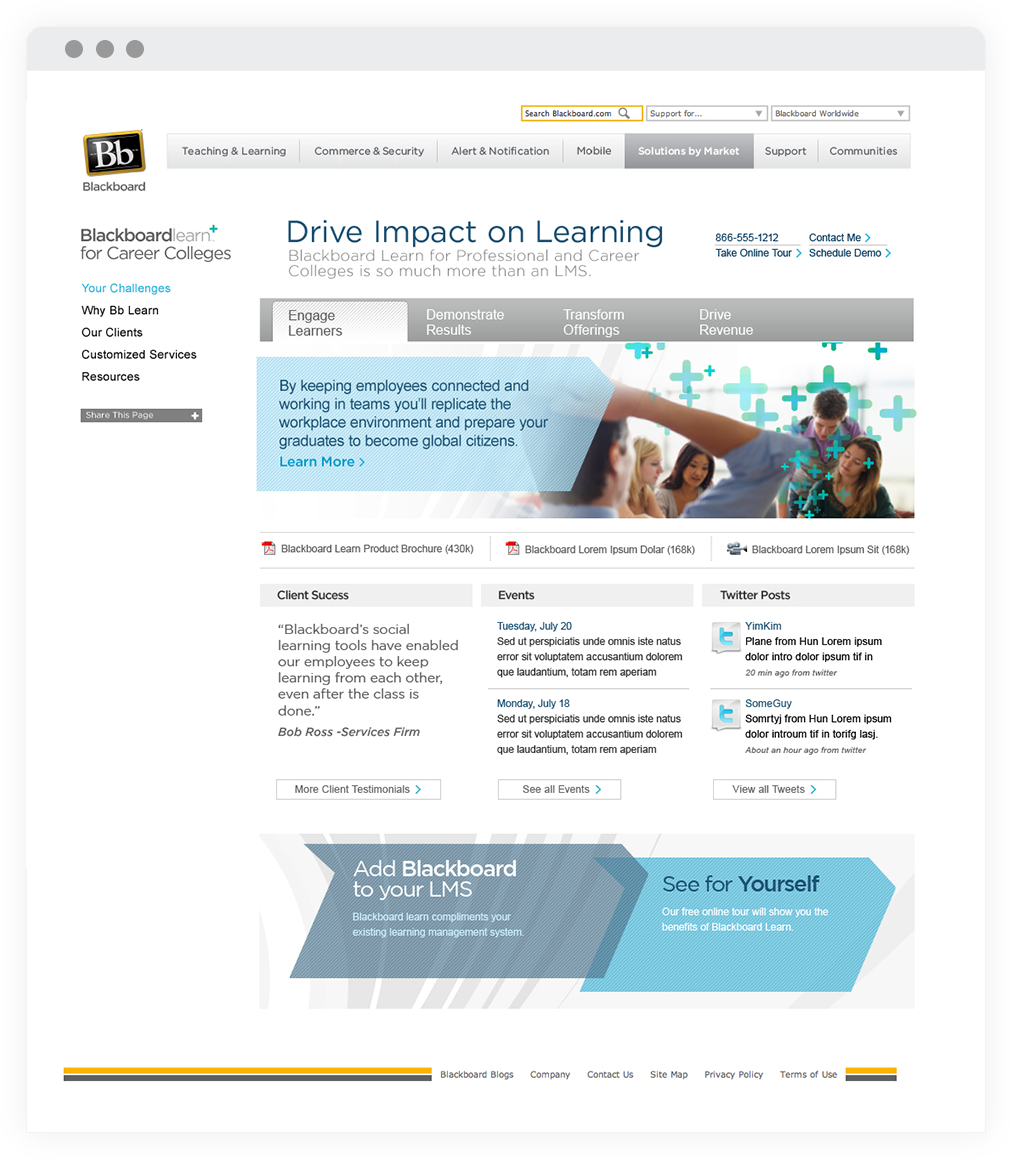 Search Blackboard.com
Support for...
Blackboard Worldwide
Bb
Blackboard
Teaching & Learning
Commerce & Security
Alert & Notification
Mobile
Solutions by Market
Support
Communities
Blackboardlearn+
for Career Colleges
Your Challenges
Why Bb Learn
Our Clients
Customized Services
Resources
Share This Page +
Drive Impact on Learning
Blackboard Learn for Professional and Career
Colleges is so much more than an LMS.
866-555-1212
Contact Me >
Take Online Tour >
Schedule Demo >
Engage
Learners
Demonstrate
Results
Transform
Offerings
Drive
Revenue
By keeping employees connected and
working in teams you'll replicate the
workplace environment and prepare your
graduates to become global citizens.
Learn More >
Blackboard Learn Product Brochure (430k)
Blackboard Lorem Ipsum Dolar (168k)
Blackboard Lorem Ipsum Sit (168k)
Client Sucess
“Blackboard’s social
learning tools have enabled
our employees to keep
learning from each other,
even after the class is
done.”
Bob Ross -Services Firm
More Client Testimonials >
Events
Tuesday, July 20
Sed ut perspiciatis unde omnis iste natus
error sit voluptatem accusantium dolorem
que laudantium, totam rem aperiam
Monday, July 18
Sed ut perspiciatis unde omnis iste natus
error sit voluptatem accusantium dolorem
que laudantium, totam rem aperiam
See all Events >
Twitter Posts
YimKim
Plane from Hun Lorem ipsum
dolor intro dolor ipsum tif in
20 min ago from twitter
SomeGuy
Somrtyj from Hun Lorem ipsum
dolor introum tif in torifg lasj.
About an hour ago from twitter
View all Tweets >
Add Blackboard
to your LMS
Blackboard learn compliments your
existing learning management system.
See for Yourself
Our free online tour will show you the
benefits of Blackboard Learn.
Blackboard Blogs
Company
Contact Us
Site Map
Privacy Policy
Terms of Use